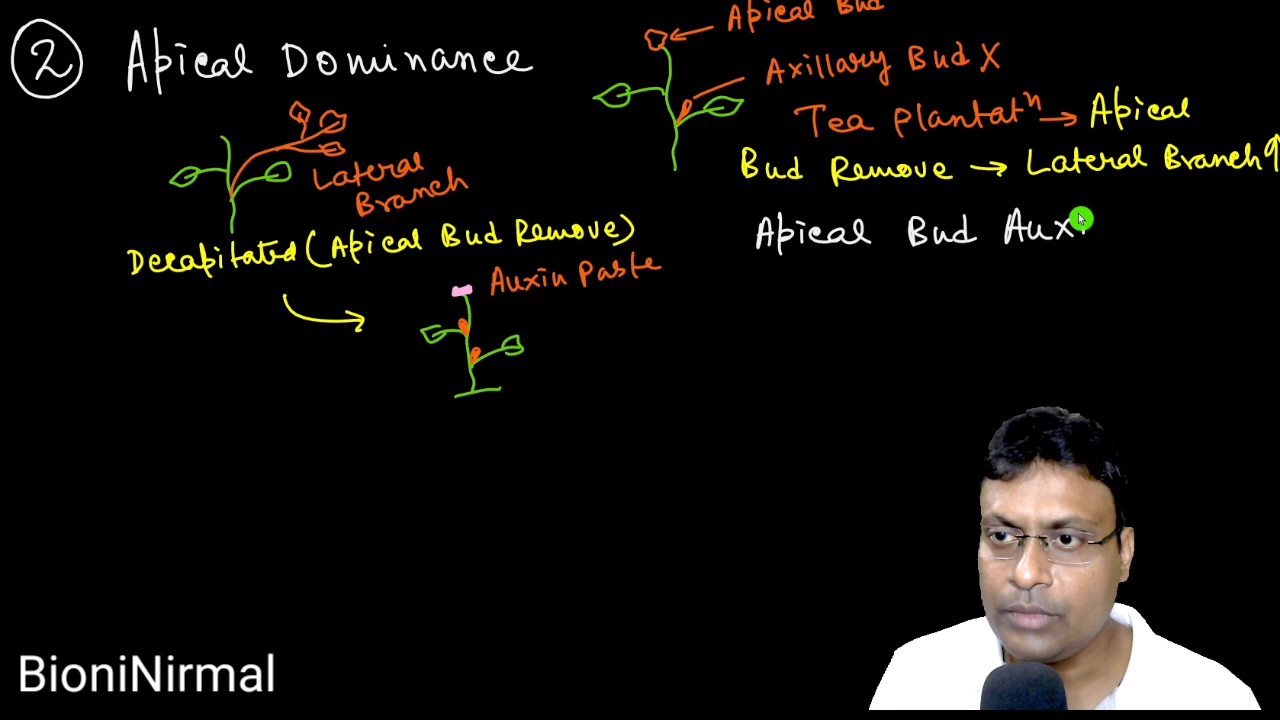 2 Apical Dominance
Apical Bud
Axillary Bud X
Tea Plantatⁿ → Apical
Bud Remove → Lateral Branch↑
Lateral
Branch
Decapitated (Apical Bud Remove)
Auxin Paste
Apical Bud Auxi
BioniNirmal